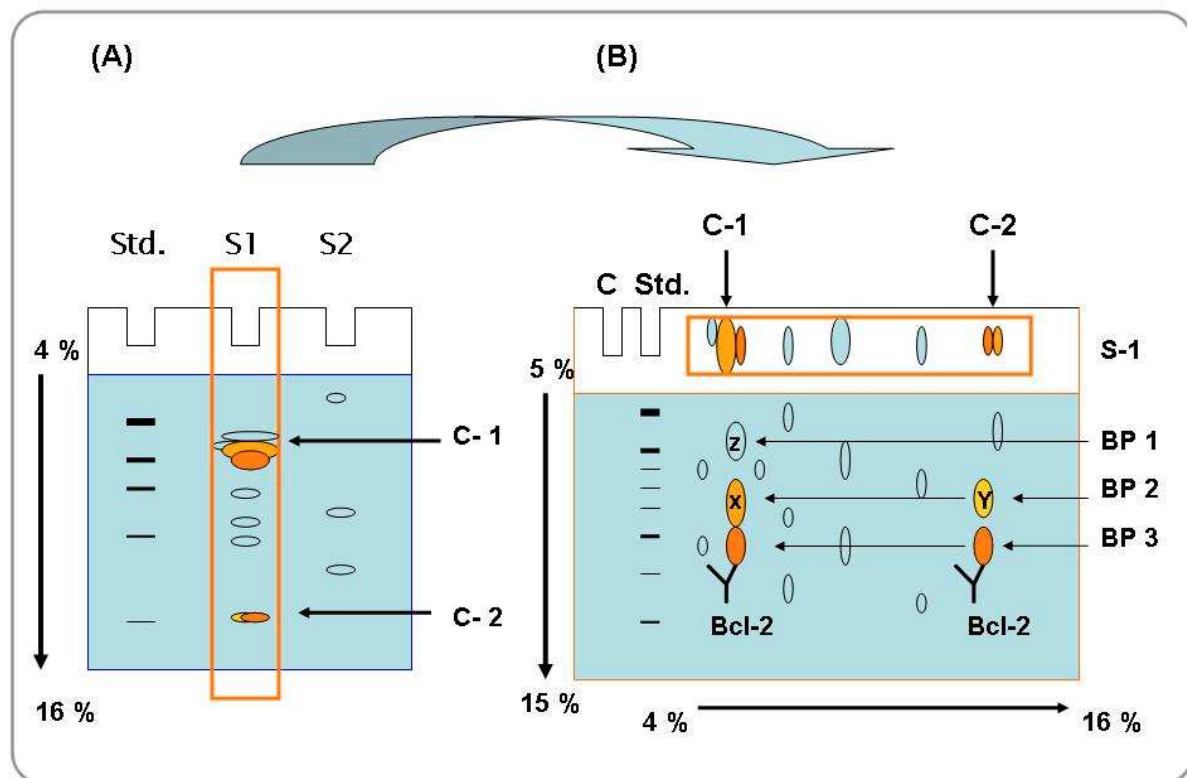 (A)
(B)
Std.
S1
S2
4 %
C- 1
C- 2
16 %
C-1
C-2
C
Std.
S-1
5 %
z
BP 1
x
Y
BP 2
BP 3
Bcl-2
Bcl-2
15 %
4 %
16 %